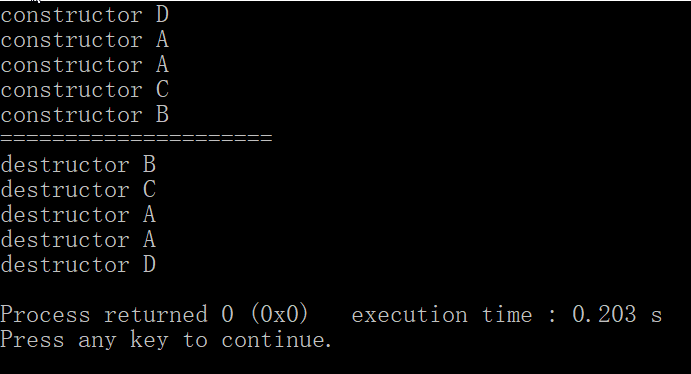 constructor D
constructor A
constructor A
constructor C
constructor B
=====================
destructor B
destructor C
destructor A
destructor A
destructor D
Process returned 0 (0x0)   execution time : 0.203 s
Press any key to continue.